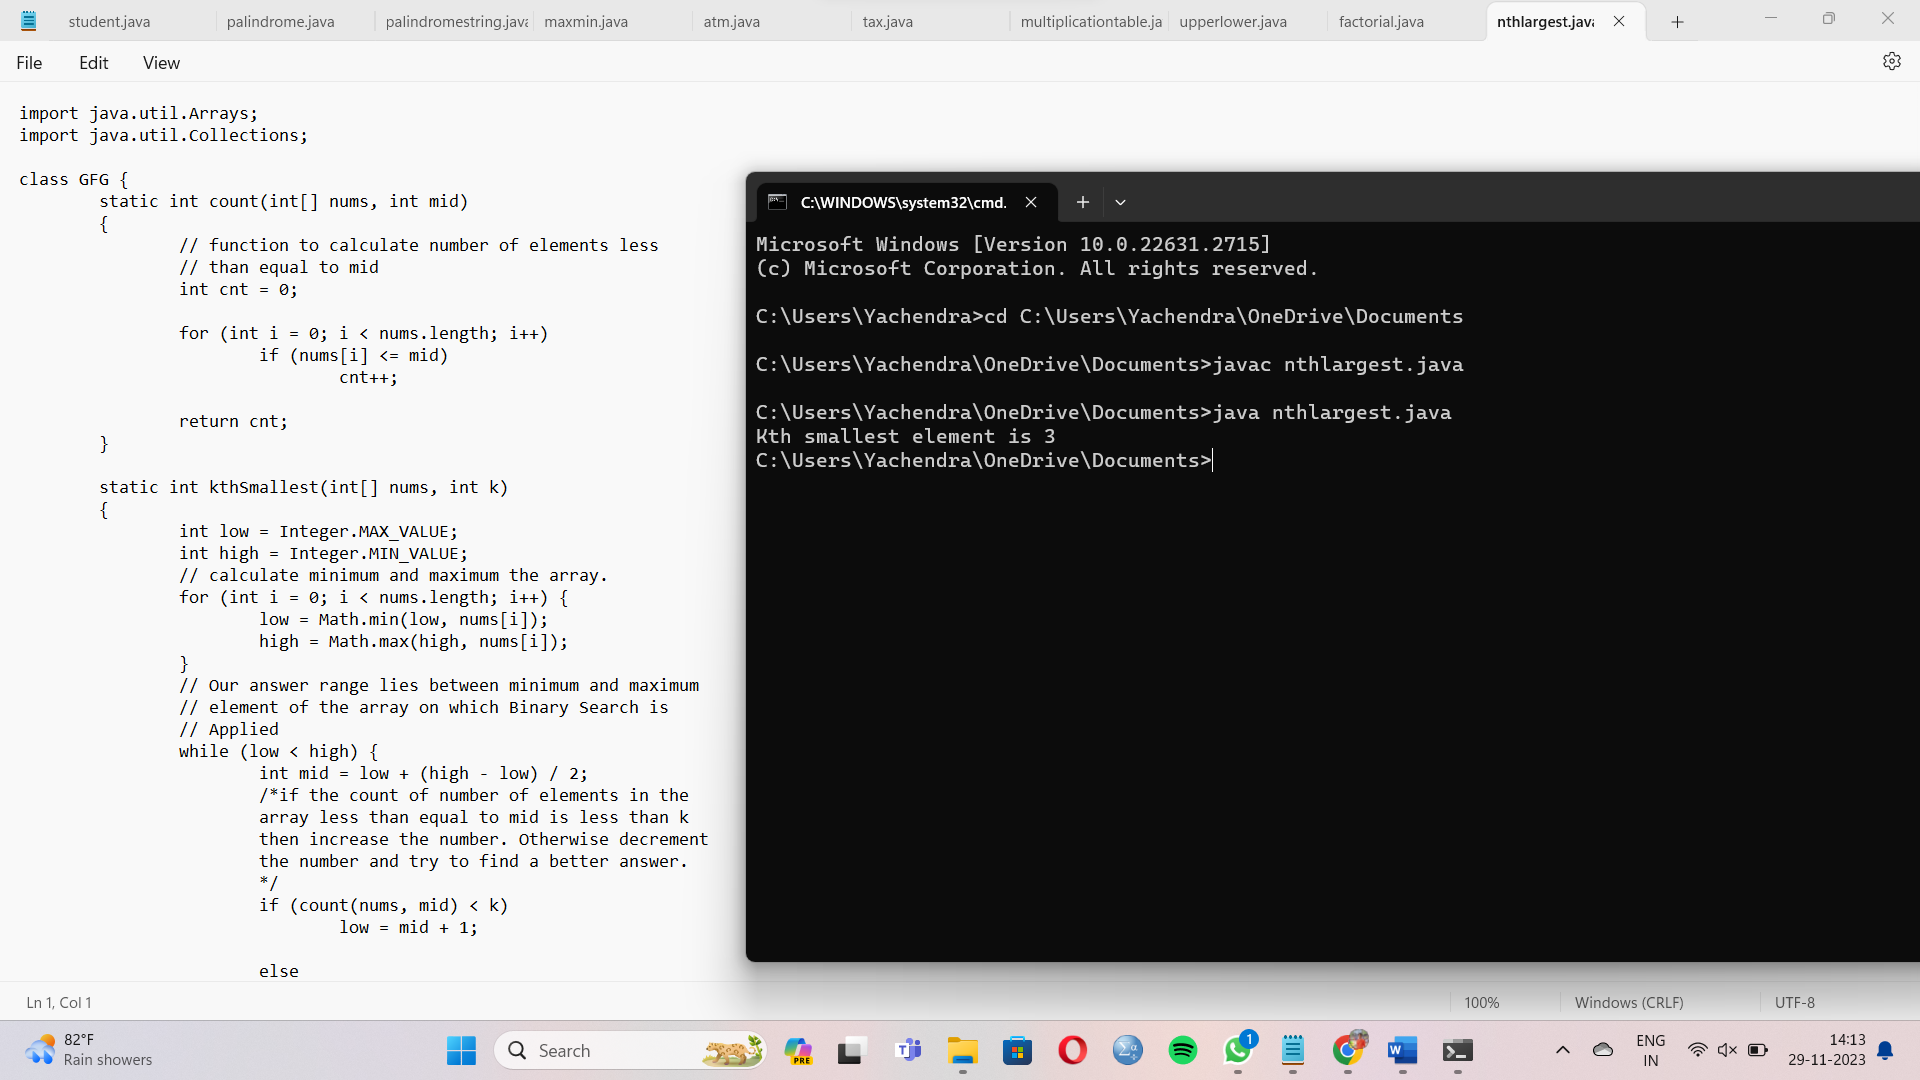 student.java palindrome.java palindromestring.java maxmin.java atm.java tax.java multiplicationtable.ja upperlower.java factorial.java nthlargest.java
File Edit View
import java.util.Arrays;
import java.util.Collections;
class GFG {
static int count(int[] nums, int mid)
{
// function to calculate number of elements less
// than equal to mid
int cnt = 0;
for (int i = 0; i < nums.length; i++)
if (nums[i] <= mid)
cnt++;
return cnt;
}
static int kthSmallest(int[] nums, int k)
{
int low = Integer.MAX_VALUE;
int high = Integer.MIN_VALUE;
// calculate minimum and maximum the array.
for (int i = 0; i < nums.length; i++) {
low = Math.min(low, nums[i]);
high = Math.max(high, nums[i]);
}
// Our answer range lies between minimum and maximum
// element of the array on which Binary Search is
// Applied
while (low < high) {
int mid = low + (high - low) / 2;
/*if the count of number of elements in the
array less than equal to mid is less than k
then increase the number. Otherwise decrement
the number and try to find a better answer.
*/
if (count(nums, mid) < k)
low = mid + 1;
else
C:\WINDOWS\system32\cmd.
Microsoft Windows [Version 10.0.22631.2715]
(c) Microsoft Corporation. All rights reserved.
C:\Users\Yachendra>cd C:\Users\Yachendra\OneDrive\Documents
C:\Users\Yachendra\OneDrive\Documents>javac nthlargest.java
C:\Users\Yachendra\OneDrive\Documents>java nthlargest.java
Kth smallest element is 3
C:\Users\Yachendra\OneDrive\Documents>
Ln 1, Col 1 100% Windows (CRLF) UTF-8
82°F
Rain showers
Search
PRE
1
ENG
IN
14:13
29-11-2023